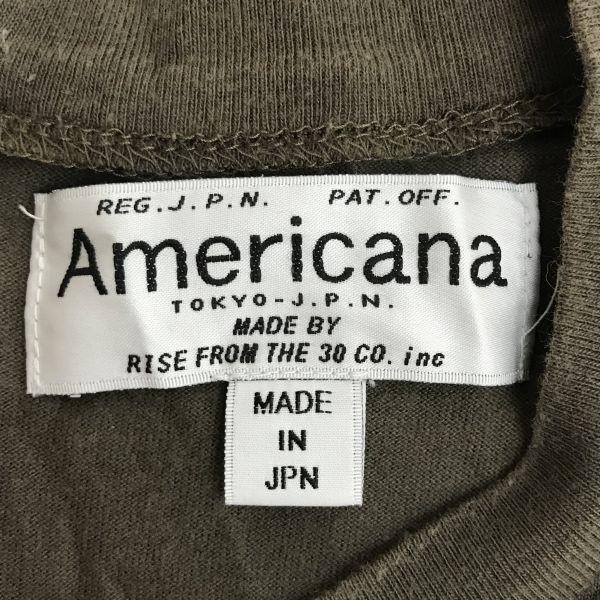 REG.J.P.N. PAT.OFF.
Americana
TOKYO-J.P.N.
MADE BY
RISE FROM THE 30 CO. inc
MADE
IN
JPN